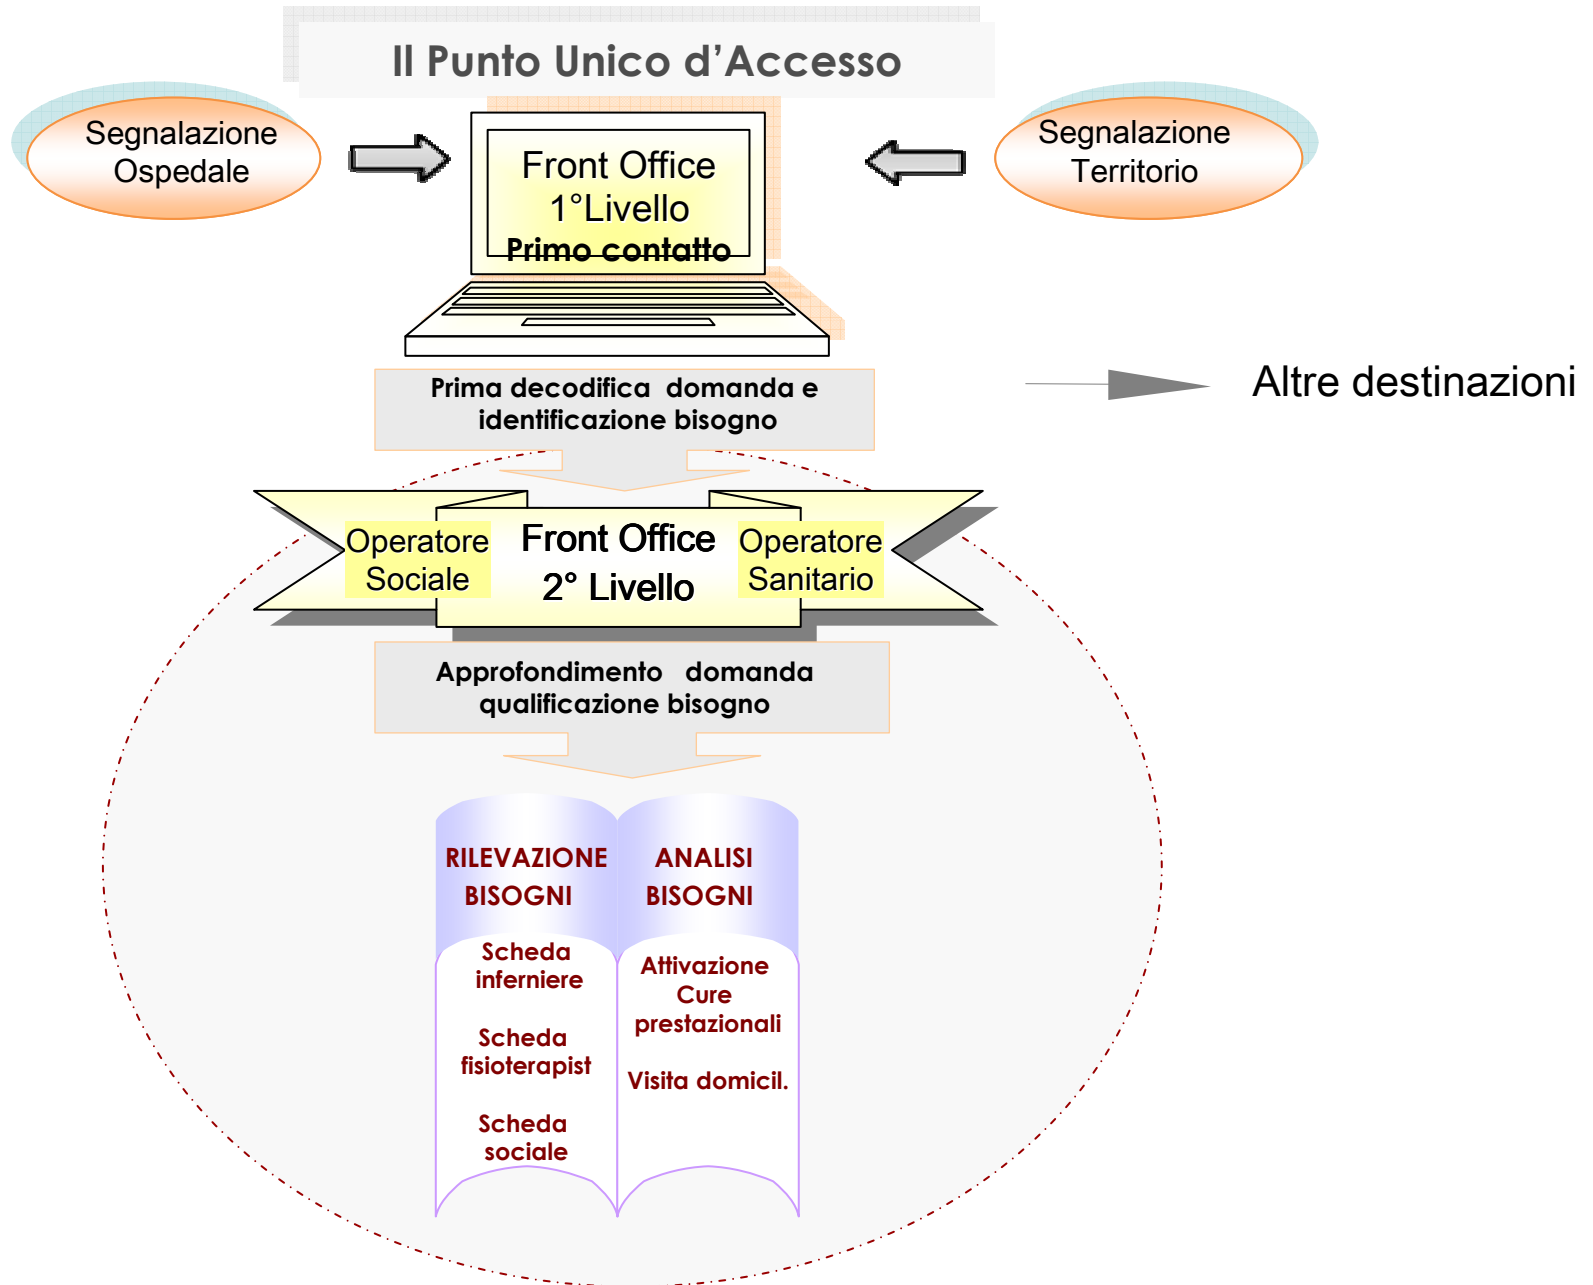 Il Punto Unico d’Accesso
Segnalazione
Ospedale
Front Office
1°Livello
Primo contatto
Segnalazione
Territorio
Prima decodifica domanda e
identificazione bisogno
Altre destinazioni
Operatore
Sociale
Front Office
2° Livello
Operatore
Sanitario
Approfondimento domanda
qualificazione bisogno
RILEVAZIONE
BISOGNI
Scheda
inferniere
Scheda
fisioterapist
Scheda
sociale
ANALISI
BISOGNI
Attivazione
Cure
prestazionali
Visita domicil.